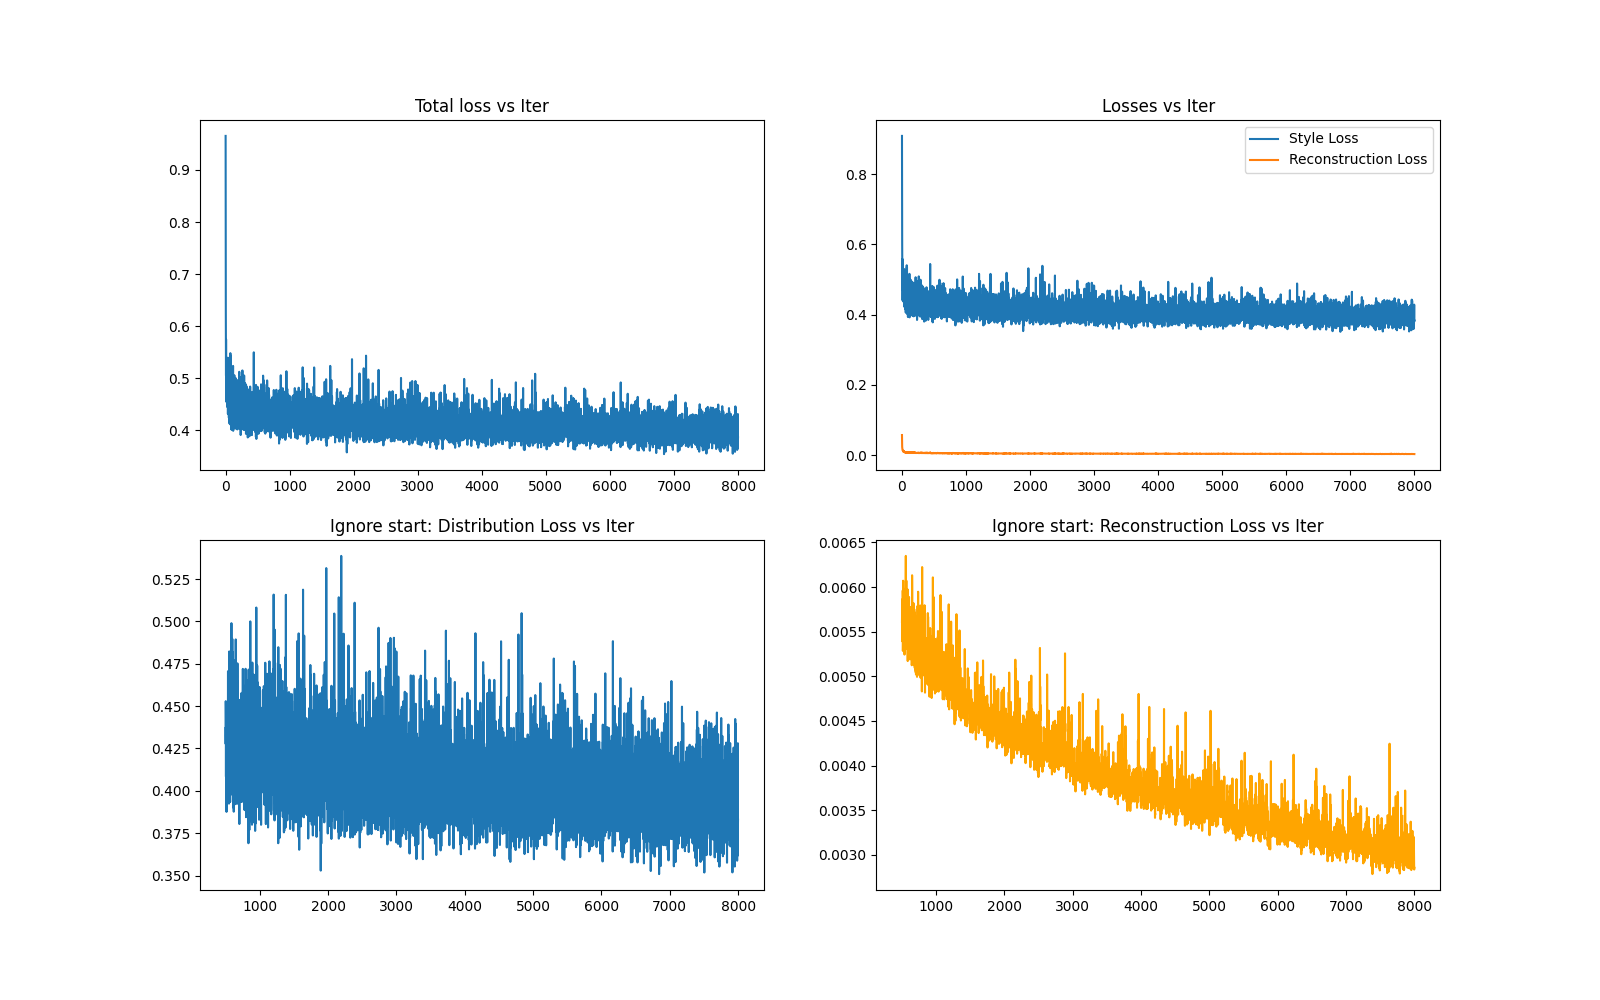 Total loss vs Iter
0.9
0.8
0.7
0.6
0.5
0.4
0 1000 2000 3000 4000 5000 6000 7000 8000
Losses vs Iter
Style Loss
Reconstruction Loss
0.8
0.6
0.4
0.2
0.0
0 1000 2000 3000 4000 5000 6000 7000 8000
Ignore start: Distribution Loss vs Iter
0.525
0.500
0.475
0.450
0.425
0.400
0.375
0.350
1000 2000 3000 4000 5000 6000 7000 8000
Ignore start: Reconstruction Loss vs Iter
0.0065
0.0060
0.0055
0.0050
0.0045
0.0040
0.0035
0.0030
1000 2000 3000 4000 5000 6000 7000 8000